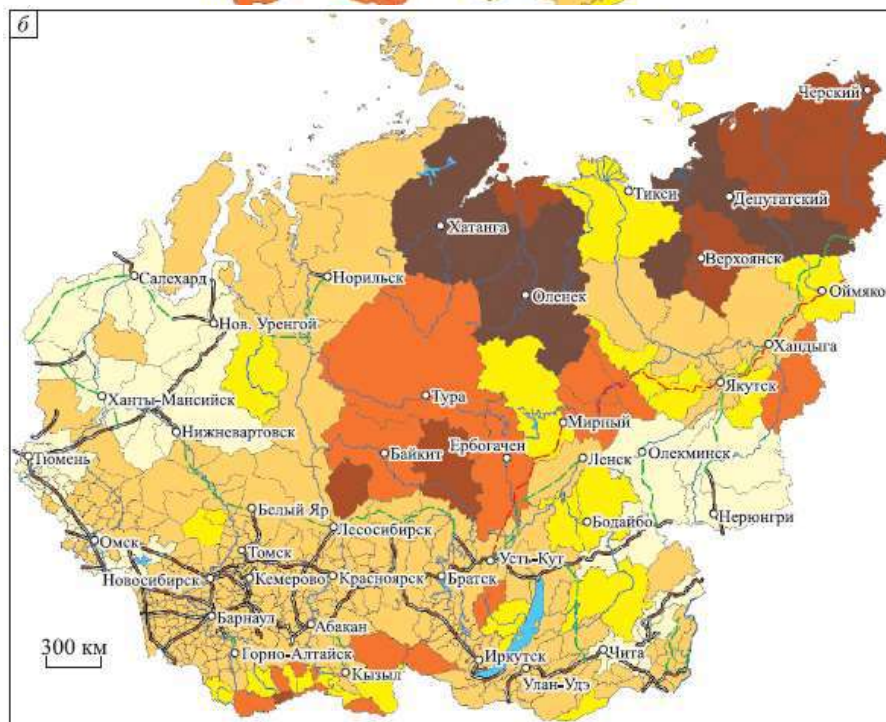 б
Черский
Тикси
Депутатский
Хатанга
Верхоянск
Салехард
Норильск
Оленек
Оймяко
Нов. Уренгой
Хандыга
Якутск
Ханты-Мансийск
Тура
Мирный
Нижневартовск
Ербогачен
Байкит
Ленск
Олекминск
Тюмень
Белый Яр
Бодайбо
Нерюнгри
Лесосибирск
Омск
Томск
Усть-Кут
Новосибирск
Кемерово
Красноярск
Братск
Барнаул
Абакан
300 км
Горно-Алтайск
Иркутск
Чита
Кызыл
Улан-Удэ